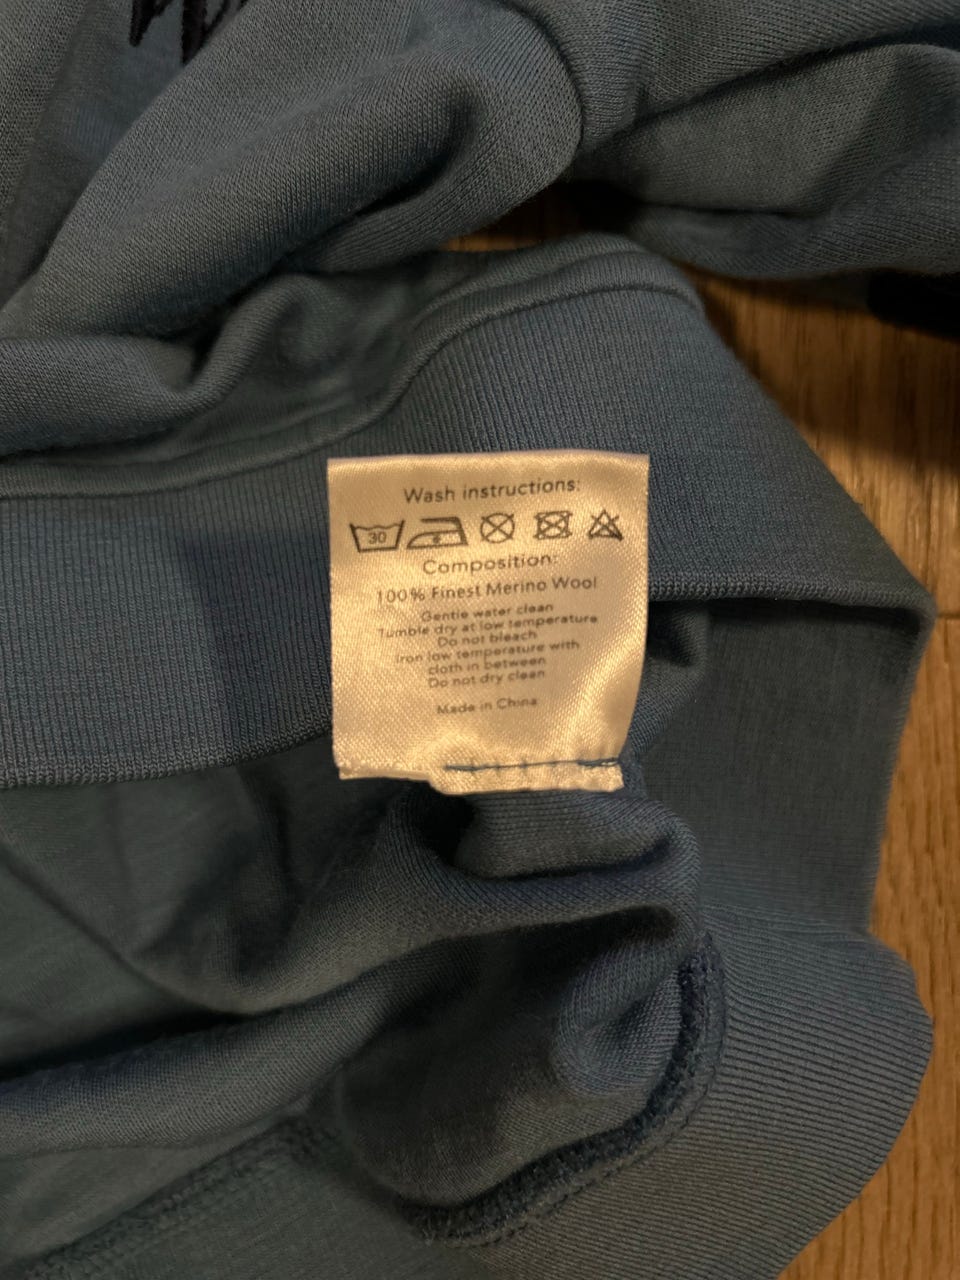 Wash instructions:
30
Composition:
100% Finest Merino Wool
Gentle water clean
Tumble dry at low temperature
Do not bleach
Iron low temperature with
cloth in between
Do not dry clean
Made in China